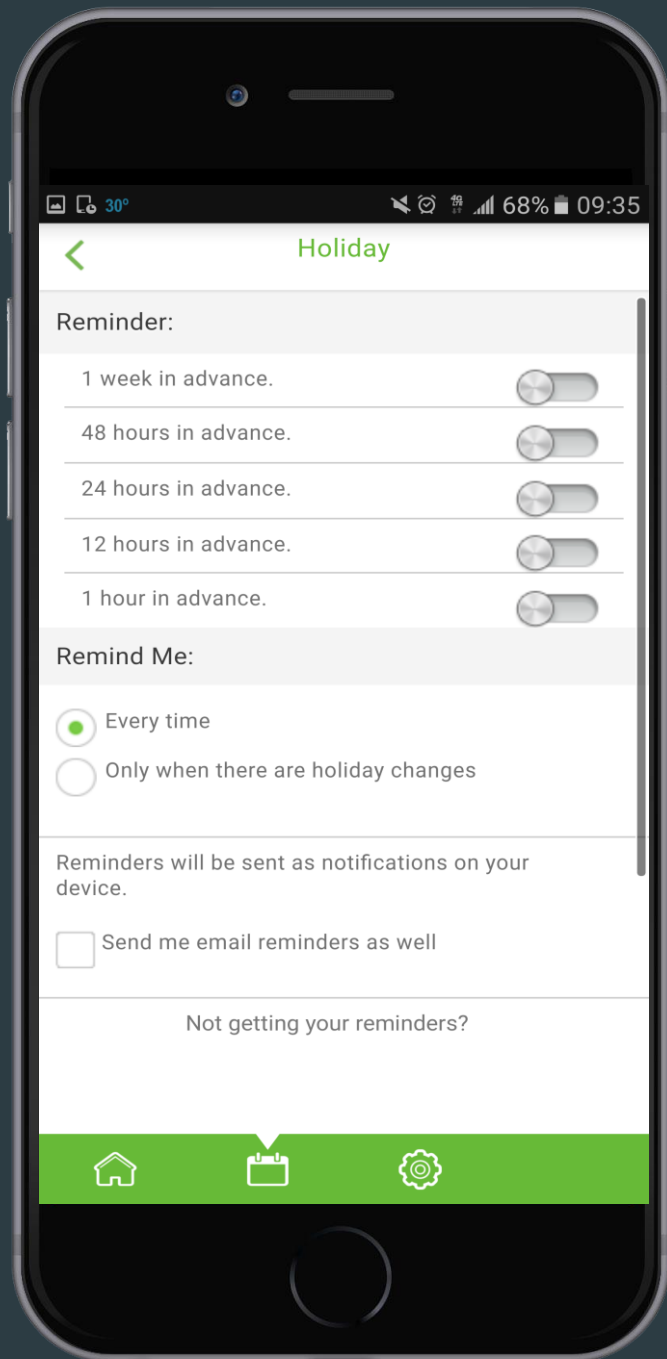 30° 68% 09:35
Holiday
Reminder:
1 week in advance.
48 hours in advance.
24 hours in advance.
12 hours in advance.
1 hour in advance.
Remind Me:
Every time
Only when there are holiday changes
Reminders will be sent as notifications on your
device.
Send me email reminders as well
Not getting your reminders?